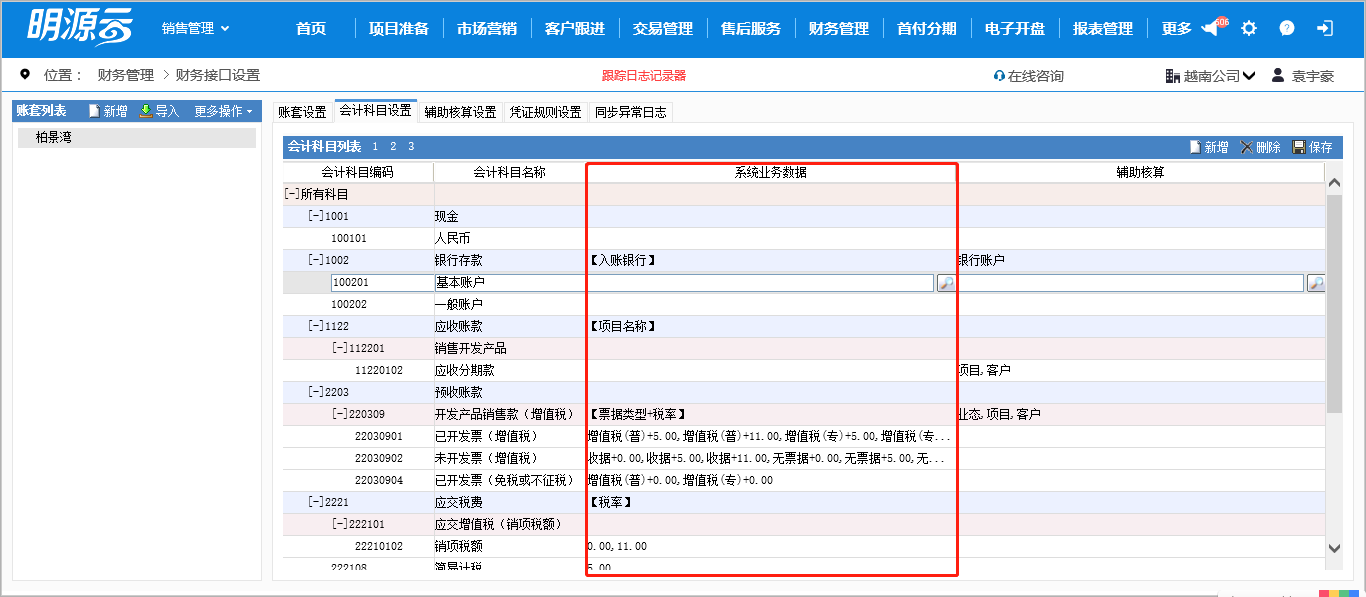 明源云 销售管理 首页 项目准备 市场营销 客户跟进 交易管理 售后服务 财务管理 首付分期 电子开盘 报表管理 更多 506
位置： 财务管理 > 财务接口设置 跟踪日志记录器 在线咨询 越南公司 袁宇豪
账套列表 新增 导入 更多操作
柏景湾
账套设置 会计科目设置 辅助核算设置 凭证规则设置 同步异常日志
会计科目列表 1 2 3 新增 删除 保存
会计科目编码 会计科目名称 系统业务数据 辅助核算
[-]所有科目
[-]1001 现金
100101 人民币
[-]1002 银行存款 【入账银行】 银行账户
100201 基本账户
100202 一般账户
[-]1122 应收账款 【项目名称】
[-]112201 销售开发产品
11220102 应收分期款 项目,客户
[-]2203 预收账款
[-]220309 开发产品销售款（增值税） 【票据类型+税率】 业态,项目,客户
22030901 已开发票（增值税） 增值税(普)+5.00,增值税(普)+11.00,增值税(专)+5.00,增值税(专...
22030902 未开发票（增值税） 收据+0.00,收据+5.00,收据+11.00,无票据+0.00,无票据+5.00,无...
22030904 已开发票（免税或不征税） 增值税(普)+0.00,增值税(专)+0.00
[-]2221 应交税费 【税率】
[-]222101 应交增值税（销项税额）
22210102 销项税额 0.00,11.00
222108 简易计税 5.00